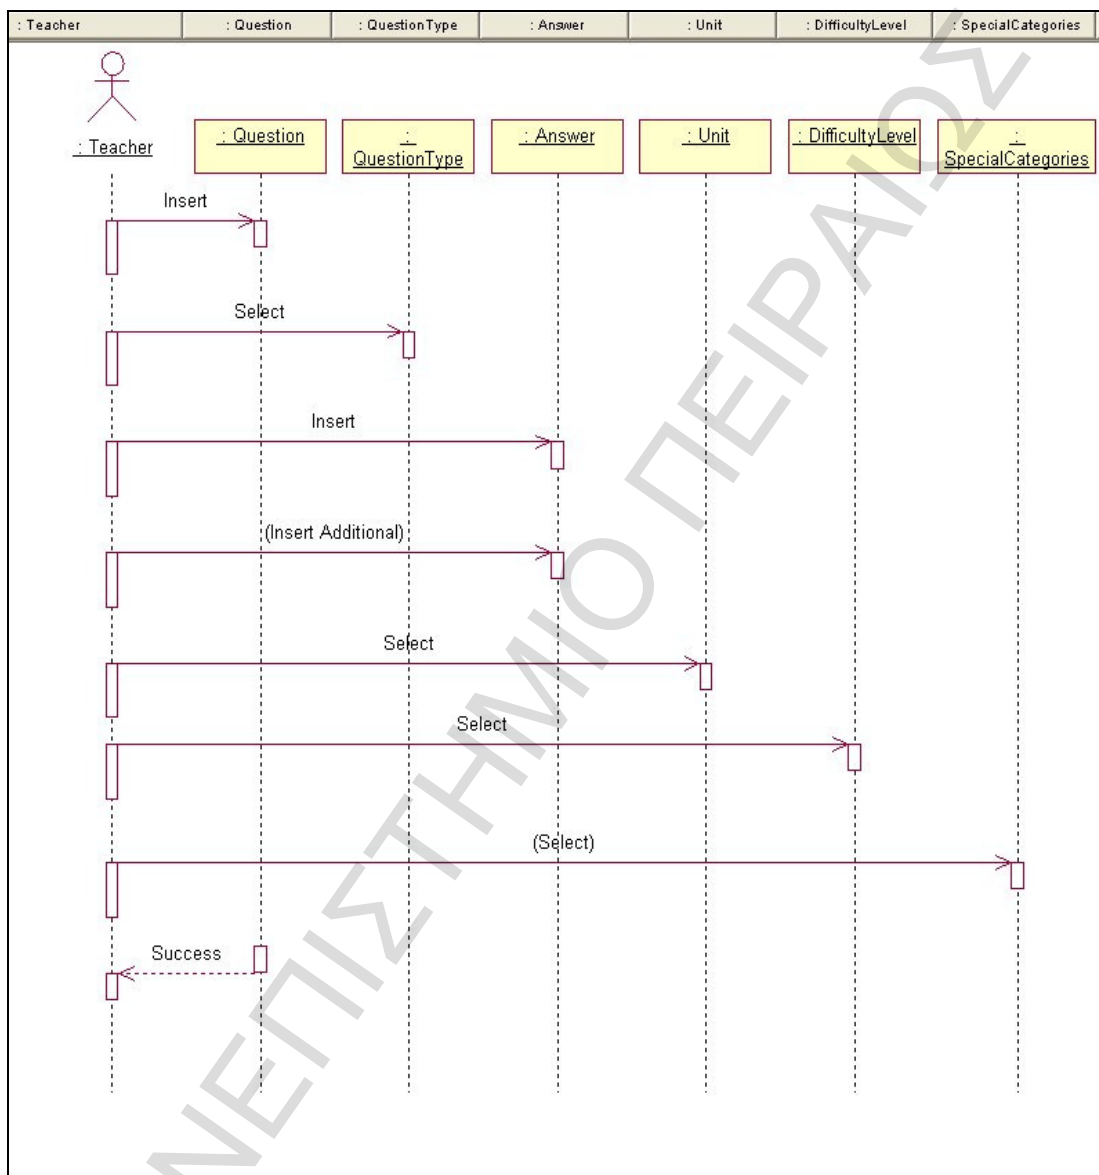 : Teacher : Question : QuestionType : Answer : Unit : DifficultyLevel : SpecialCategories
: Teacher
: Question
:
QuestionType
: Answer
: Unit
: DifficultyLevel
:
SpecialCategories
Insert
Select
Insert
(Insert Additional)
Select
Select
(Select)
Success
ΝΕΠΙΣΤΗΜΙΟ ΠΕΙΡΑΙΩΣ